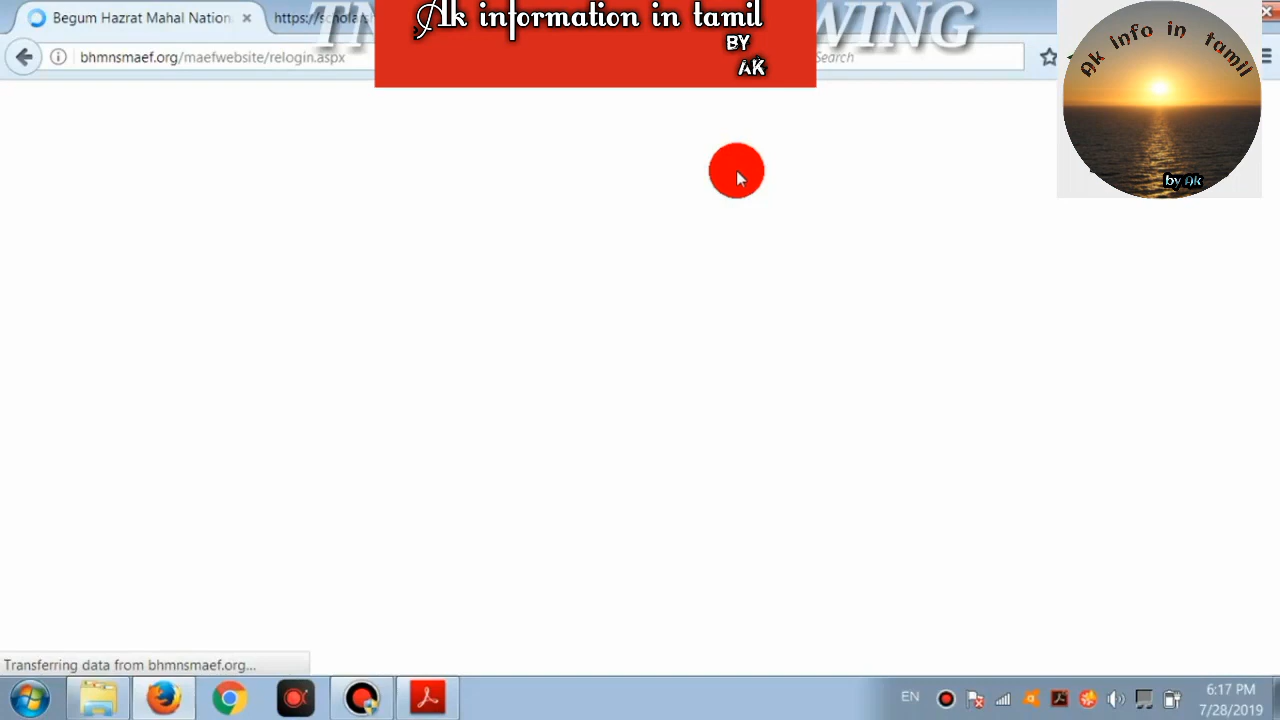 Begum Hazrat Mahal Nation
Ak information in tamil
BY
AK
bhmnsmaef.org/maefwebsite/relogin.aspx
Search
Ak info in tamil
by Ak
Transferring data from bhmnsmaef.org...
EN
6:17 PM
7/28/2019